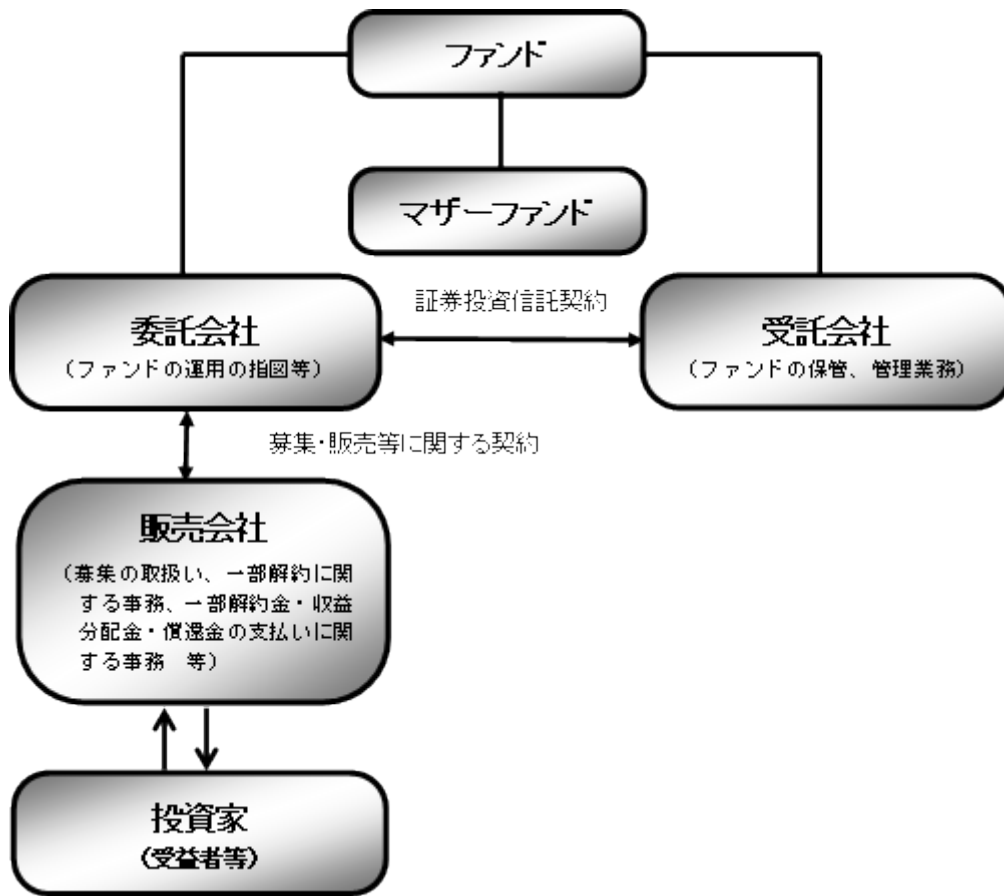 ファンド
マザーファンド
証券投資信託契約
委託会社
(ファンドの運用の指図等)
受託会社
(ファンドの保管、管理業務)
募集・販売等に関する契約
販売会社
(募集の取扱い、一部解約に関
する事務、一部解約金・収益
分配金・償還金の支払いに関
する事務 等)
投資家
(受益者等)